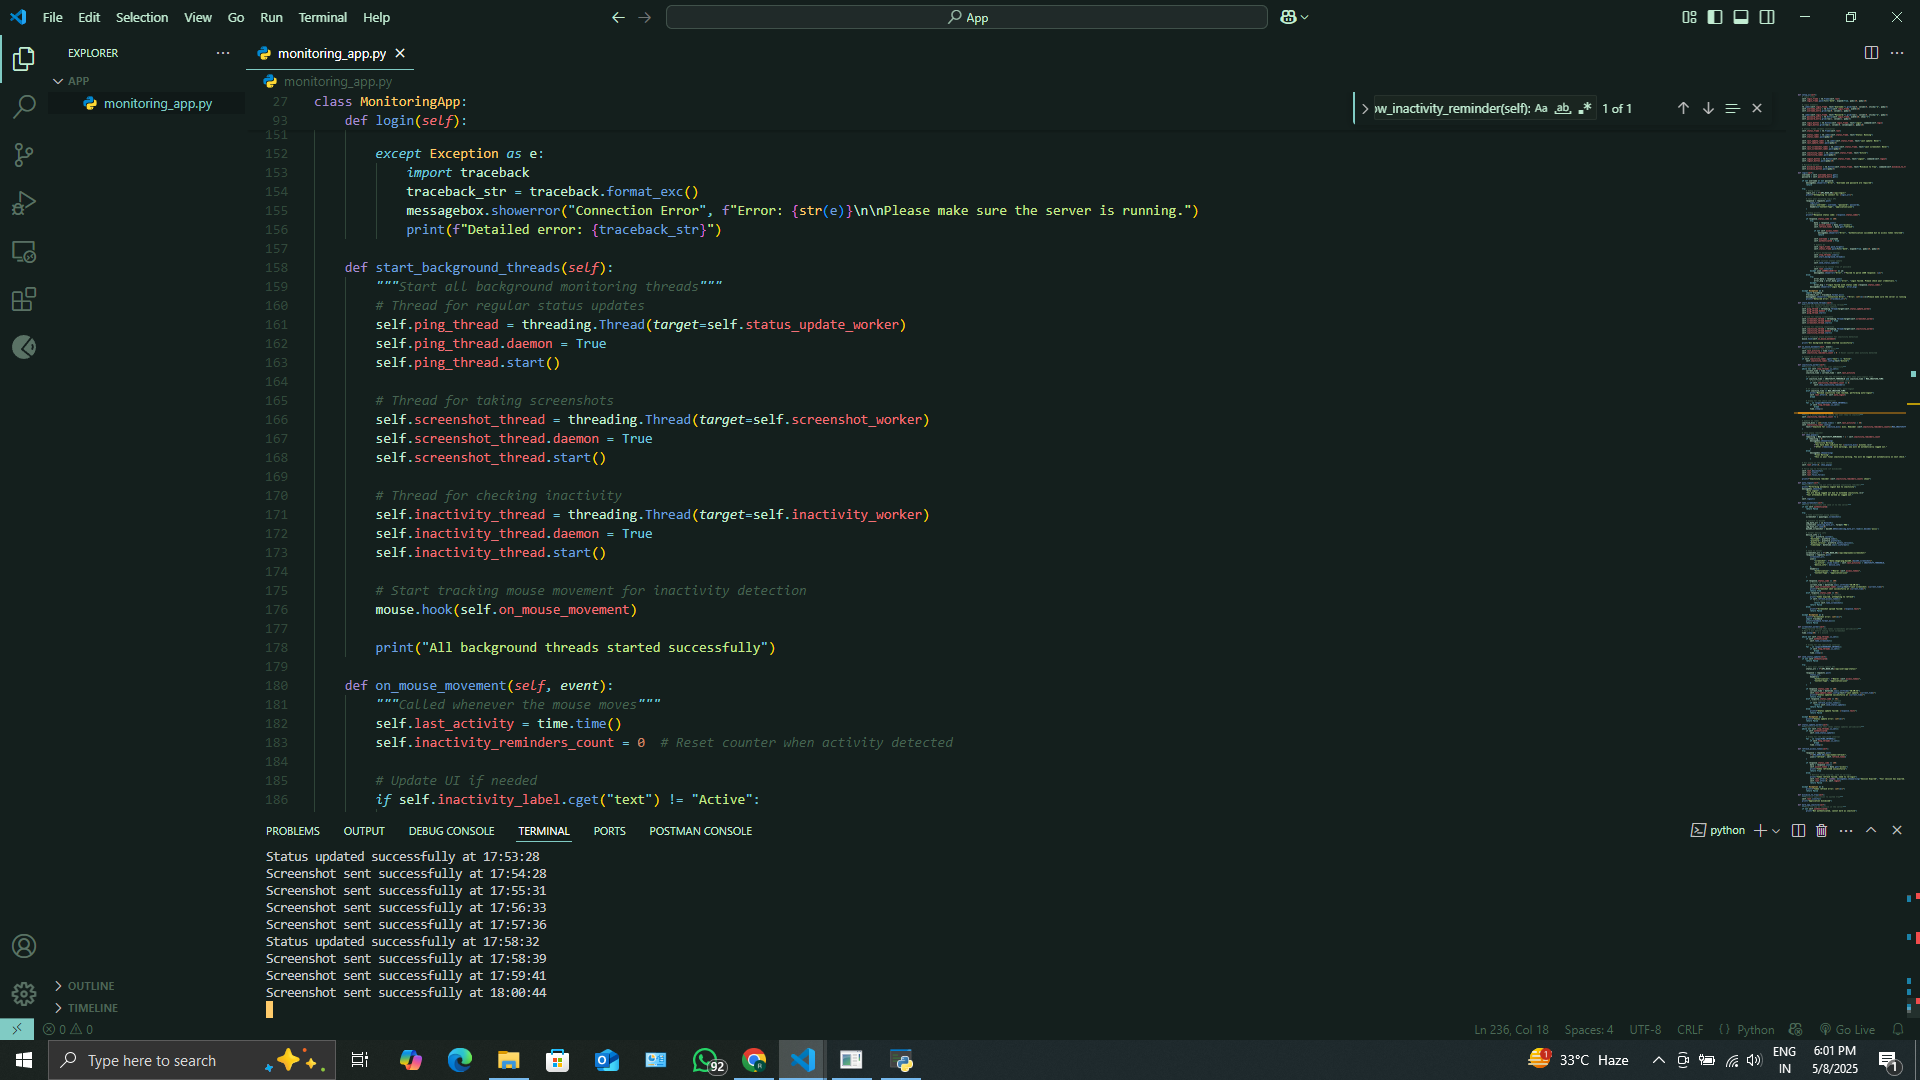 File Edit Selection View Go Run Terminal Help
App
EXPLORER
APP
monitoring_app.py
monitoring_app.py
monitoring_app.py
ow_inactivity_reminder(self): Aa ab .* 1 of 1
27 class MonitoringApp:
93 def login(self):
151
152 except Exception as e:
153 import traceback
154 traceback_str = traceback.format_exc()
155 messagebox.showerror("Connection Error", f"Error: {str(e)}\n\nPlease make sure the server is running.")
156 print(f"Detailed error: {traceback_str}")
157
158 def start_background_threads(self):
159 """Start all background monitoring threads"""
160 # Thread for regular status updates
161 self.ping_thread = threading.Thread(target=self.status_update_worker)
162 self.ping_thread.daemon = True
163 self.ping_thread.start()
164
165 # Thread for taking screenshots
166 self.screenshot_thread = threading.Thread(target=self.screenshot_worker)
167 self.screenshot_thread.daemon = True
168 self.screenshot_thread.start()
169
170 # Thread for checking inactivity
171 self.inactivity_thread = threading.Thread(target=self.inactivity_worker)
172 self.inactivity_thread.daemon = True
173 self.inactivity_thread.start()
174
175 # Start tracking mouse movement for inactivity detection
176 mouse.hook(self.on_mouse_movement)
177
178 print("All background threads started successfully")
179
180 def on_mouse_movement(self, event):
181 """Called whenever the mouse moves"""
182 self.last_activity = time.time()
183 self.inactivity_reminders_count = 0 # Reset counter when activity detected
184
185 # Update UI if needed
186 if self.inactivity_label.cget("text") != "Active":
PROBLEMS OUTPUT DEBUG CONSOLE TERMINAL PORTS POSTMAN CONSOLE
python
Status updated successfully at 17:53:28
Screenshot sent successfully at 17:54:28
Screenshot sent successfully at 17:55:31
Screenshot sent successfully at 17:56:33
Screenshot sent successfully at 17:57:36
Status updated successfully at 17:58:32
Screenshot sent successfully at 17:58:39
Screenshot sent successfully at 17:59:41
Screenshot sent successfully at 18:00:44
OUTLINE
TIMELINE
0 0
Ln 236, Col 18 Spaces: 4 UTF-8 CRLF {} Python Go Live
Type here to search
92
1
33°C Haze
ENG
IN
6:01 PM
5/8/2025
1